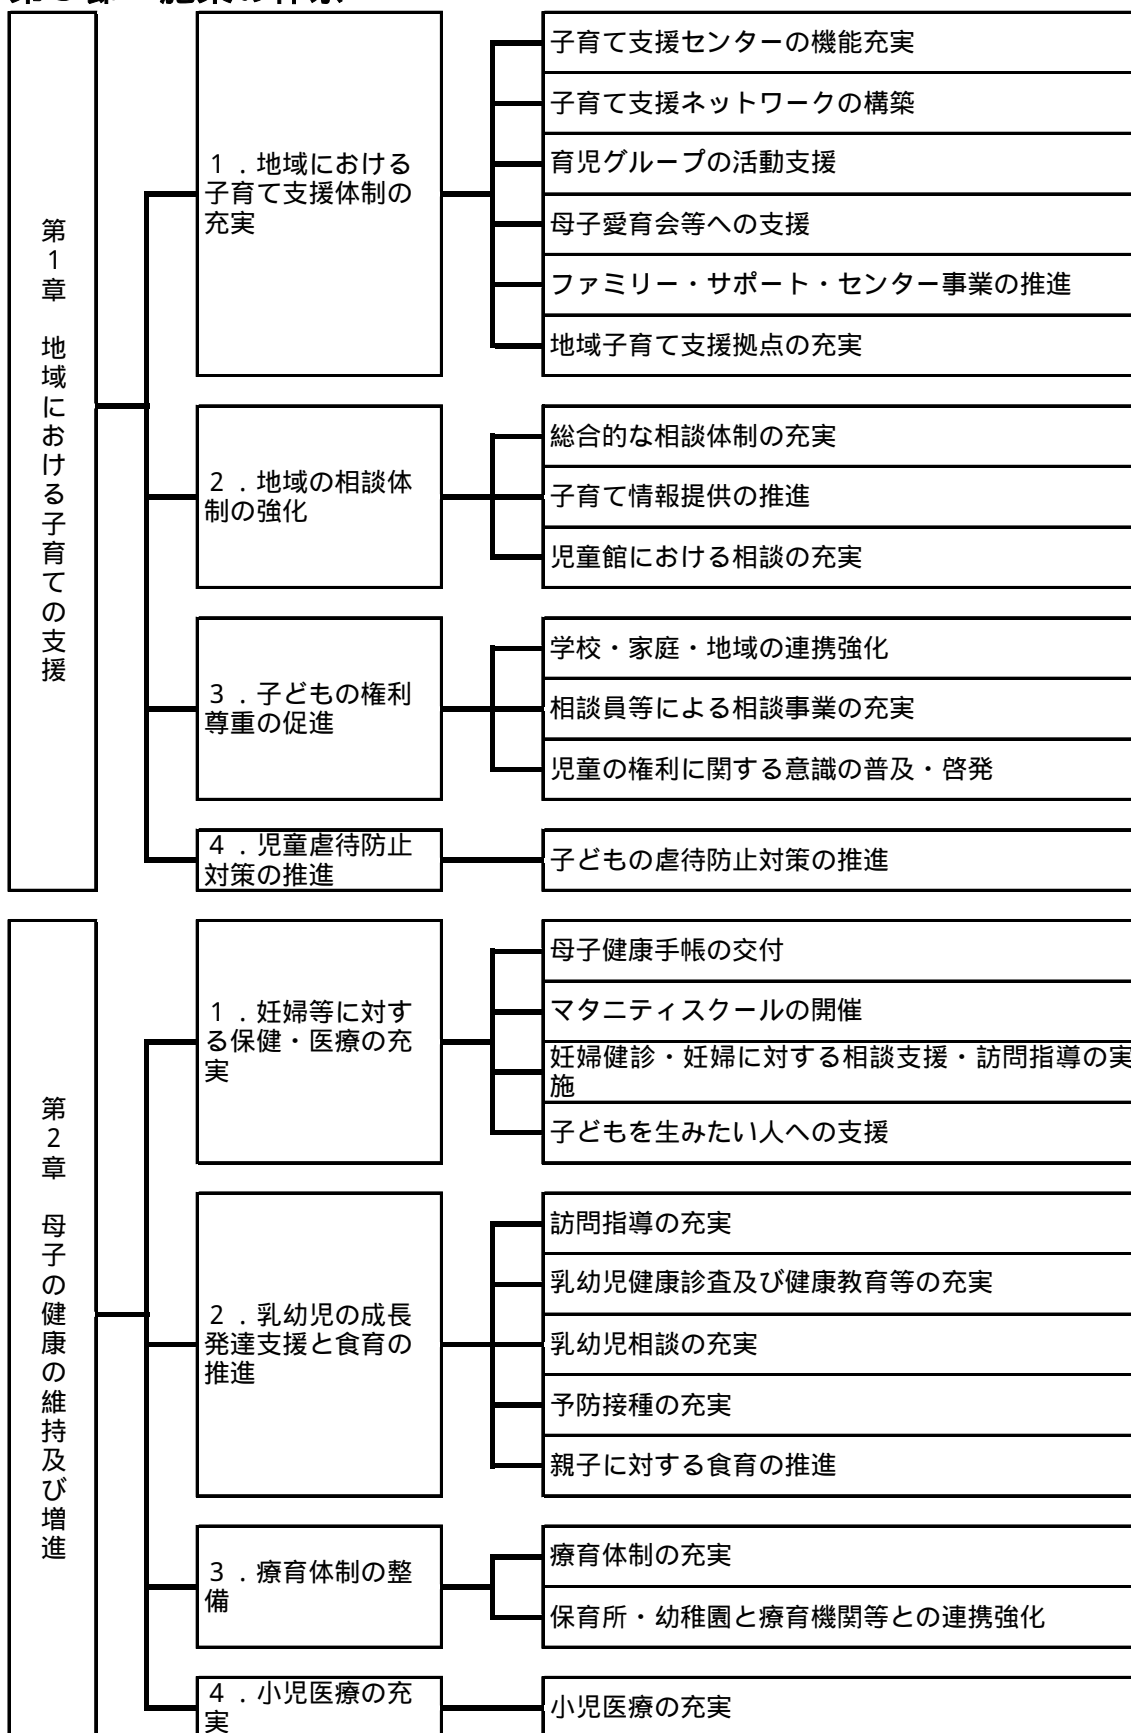 第1章　地域における子育ての支援
１．地域における
子育て支援体制の
充実
子育て支援センターの機能充実
子育て支援ネットワークの構築
育児グループの活動支援
母子愛育会等への支援
ファミリー・サポート・センター事業の推進
地域子育て支援拠点の充実
２．地域の相談体
制の強化
総合的な相談体制の充実
子育て情報提供の推進
児童館における相談の充実
３．子どもの権利
尊重の促進
学校・家庭・地域の連携強化
相談員等による相談事業の充実
児童の権利に関する意識の普及・啓発
４．児童虐待防止
対策の推進
子どもの虐待防止対策の推進
第2章　母子の健康の維持及び増進
１．妊婦等に対す
る保健・医療の充
実
母子健康手帳の交付
マタニティスクールの開催
妊婦健診・妊婦に対する相談支援・訪問指導の実
施
子どもを生みたい人への支援
２．乳幼児の成長
発達支援と食育の
推進
訪問指導の充実
乳幼児健康診査及び健康教育等の充実
乳幼児相談の充実
予防接種の充実
親子に対する食育の推進
３．療育体制の整
備
療育体制の充実
保育所・幼稚園と療育機関等との連携強化
４．小児医療の充
実
小児医療の充実